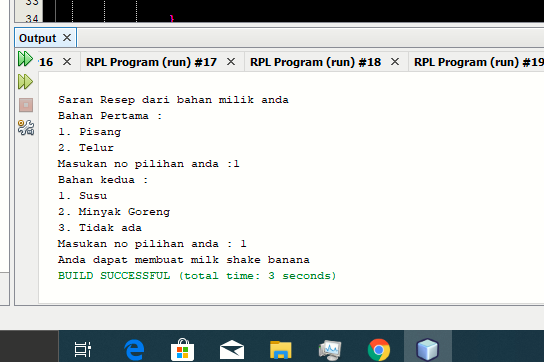 33
34 }
Output ×
16 × RPL Program (run) #17 × RPL Program (run) #18 × RPL Program (run) #19
Saran Resep dari bahan milik anda
Bahan Pertama :
1. Pisang
2. Telur
Masukan no pilihan anda :1
Bahan kedua :
1. Susu
2. Minyak Goreng
3. Tidak ada
Masukan no pilihan anda : 1
Anda dapat membuat milk shake banana
BUILD SUCCESSFUL (total time: 3 seconds)